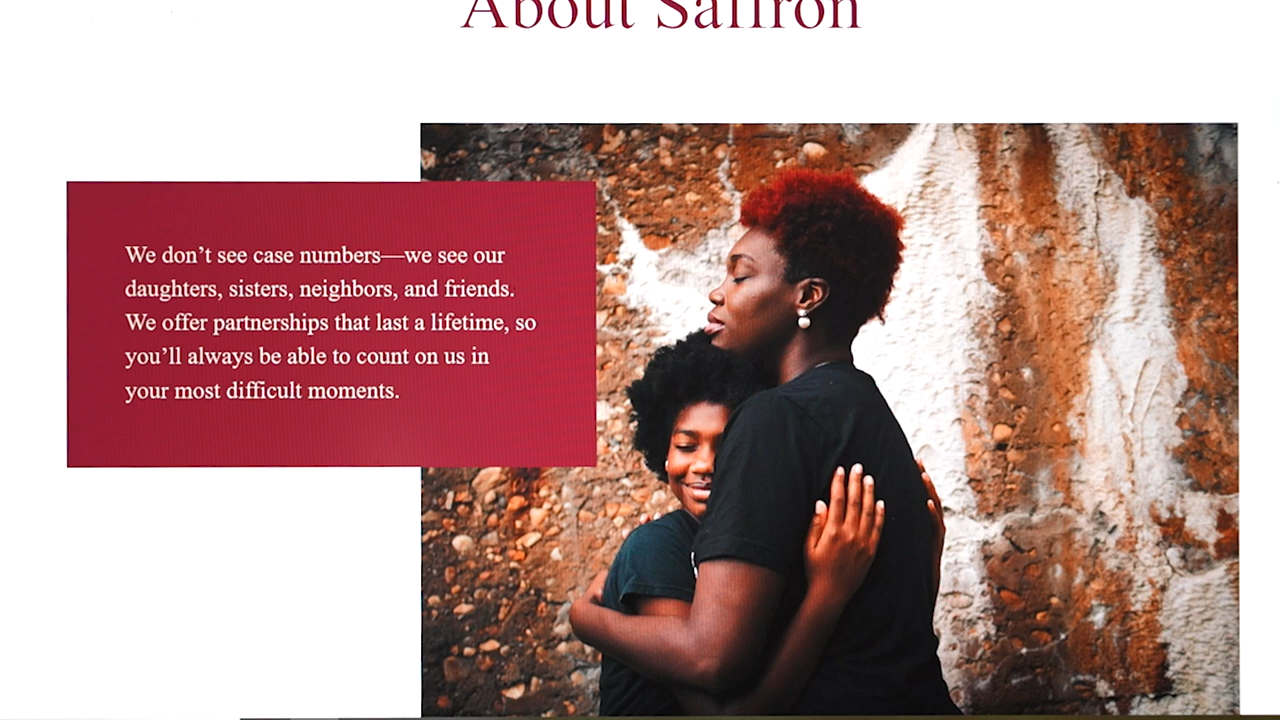 About Saffron
We don’t see case numbers—we see our
daughters, sisters, neighbors, and friends.
We offer partnerships that last a lifetime, so
you’ll always be able to count on us in
your most difficult moments.